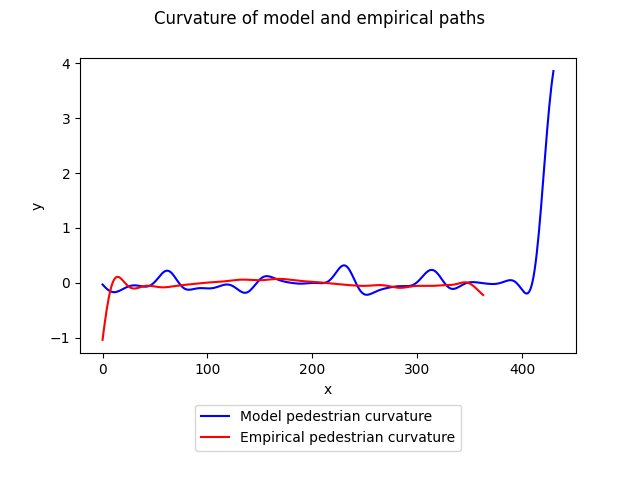 Curvature of model and empirical paths
4
3
2
1
0
−1
y
0 100 200 300 400
x
Model pedestrian curvature
Empirical pedestrian curvature